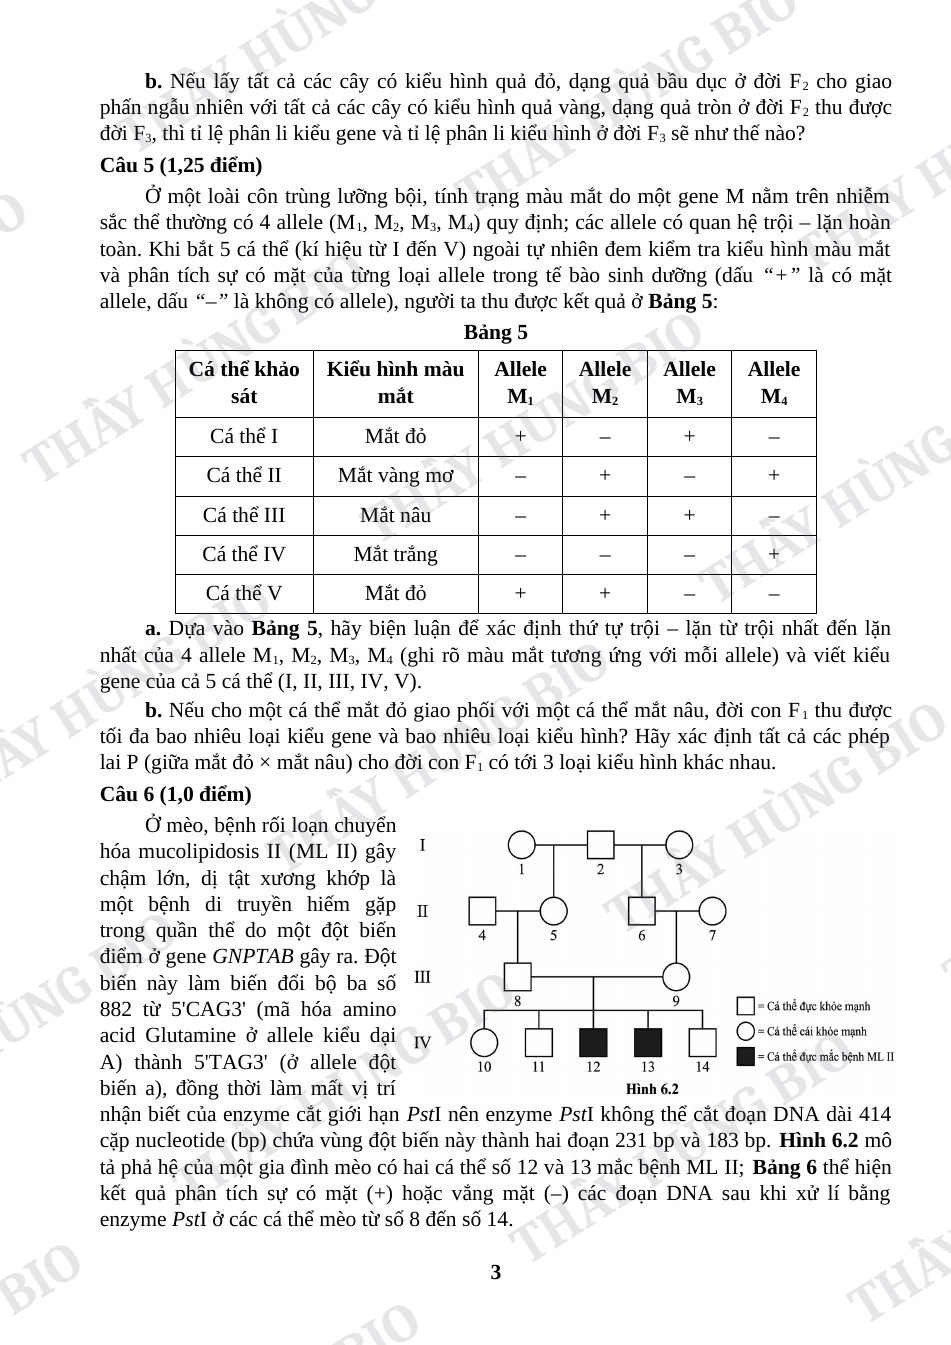 b. Nếu lấy tất cả các cây có kiểu hình quả đỏ, dạng quả bầu dục ở đời F₂ cho giao
phấn ngẫu nhiên với tất cả các cây có kiểu hình quả vàng, dạng quả tròn ở đời F₂ thu được
đời F₃, thì tỉ lệ phân li kiểu gene và tỉ lệ phân li kiểu hình ở đời F₃ sẽ như thế nào?
Câu 5 (1,25 điểm)
Ở một loài côn trùng lưỡng bội, tính trạng màu mắt do một gene M nằm trên nhiễm
sắc thể thường có 4 allele (M₁, M₂, M₃, M₄) quy định; các allele có quan hệ trội – lặn hoàn
toàn. Khi bắt 5 cá thể (kí hiệu từ I đến V) ngoài tự nhiên đem kiểm tra kiểu hình màu mắt
và phân tích sự có mặt của từng loại allele trong tế bào sinh dưỡng (dấu “+” là có mặt
allele, dấu “–” là không có allele), người ta thu được kết quả ở Bảng 5:
Bảng 5
Cá thể khảo sát Kiểu hình màu mắt Allele M₁ Allele M₂ Allele M₃ Allele M₄
Cá thể I Mắt đỏ + – + –
Cá thể II Mắt vàng mơ – + – +
Cá thể III Mắt nâu – + + –
Cá thể IV Mắt trắng – – – +
Cá thể V Mắt đỏ + + – –
a. Dựa vào Bảng 5, hãy biện luận để xác định thứ tự trội – lặn từ trội nhất đến lặn
nhất của 4 allele M₁, M₂, M₃, M₄ (ghi rõ màu mắt tương ứng với mỗi allele) và viết kiểu
gene của cả 5 cá thể (I, II, III, IV, V).
b. Nếu cho một cá thể mắt đỏ giao phối với một cá thể mắt nâu, đời con F₁ thu được
tối đa bao nhiêu loại kiểu gene và bao nhiêu loại kiểu hình? Hãy xác định tất cả các phép
lai P (giữa mắt đỏ × mắt nâu) cho đời con F₁ có tới 3 loại kiểu hình khác nhau.
Câu 6 (1,0 điểm)
Ở mèo, bệnh rối loạn chuyển
hóa mucolipidosis II (ML II) gây
chậm lớn, dị tật xương khớp là
một bệnh di truyền hiếm gặp
trong quần thể do một đột biến
điểm ở gene GNPTAB gây ra. Đột
biến này làm biến đổi bộ ba số
882 từ 5'CAG3' (mã hóa amino
acid Glutamine ở allele kiểu dại
A) thành 5'TAG3' (ở allele đột
biến a), đồng thời làm mất vị trí
I
1 2 3
II
4 5 6 7
III
8 9
IV
10 11 12 13 14
= Cá thể đực khỏe mạnh
= Cá thể cái khỏe mạnh
= Cá thể đực mắc bệnh ML II
Hình 6.2
nhận biết của enzyme cắt giới hạn PstI nên enzyme PstI không thể cắt đoạn DNA dài 414
cặp nucleotide (bp) chứa vùng đột biến này thành hai đoạn 231 bp và 183 bp. Hình 6.2 mô
tả phả hệ của một gia đình mèo có hai cá thể số 12 và 13 mắc bệnh ML II; Bảng 6 thể hiện
kết quả phân tích sự có mặt (+) hoặc vắng mặt (–) các đoạn DNA sau khi xử lí bằng
enzyme PstI ở các cá thể mèo từ số 8 đến số 14.
3
THẦY HÙNG BIO